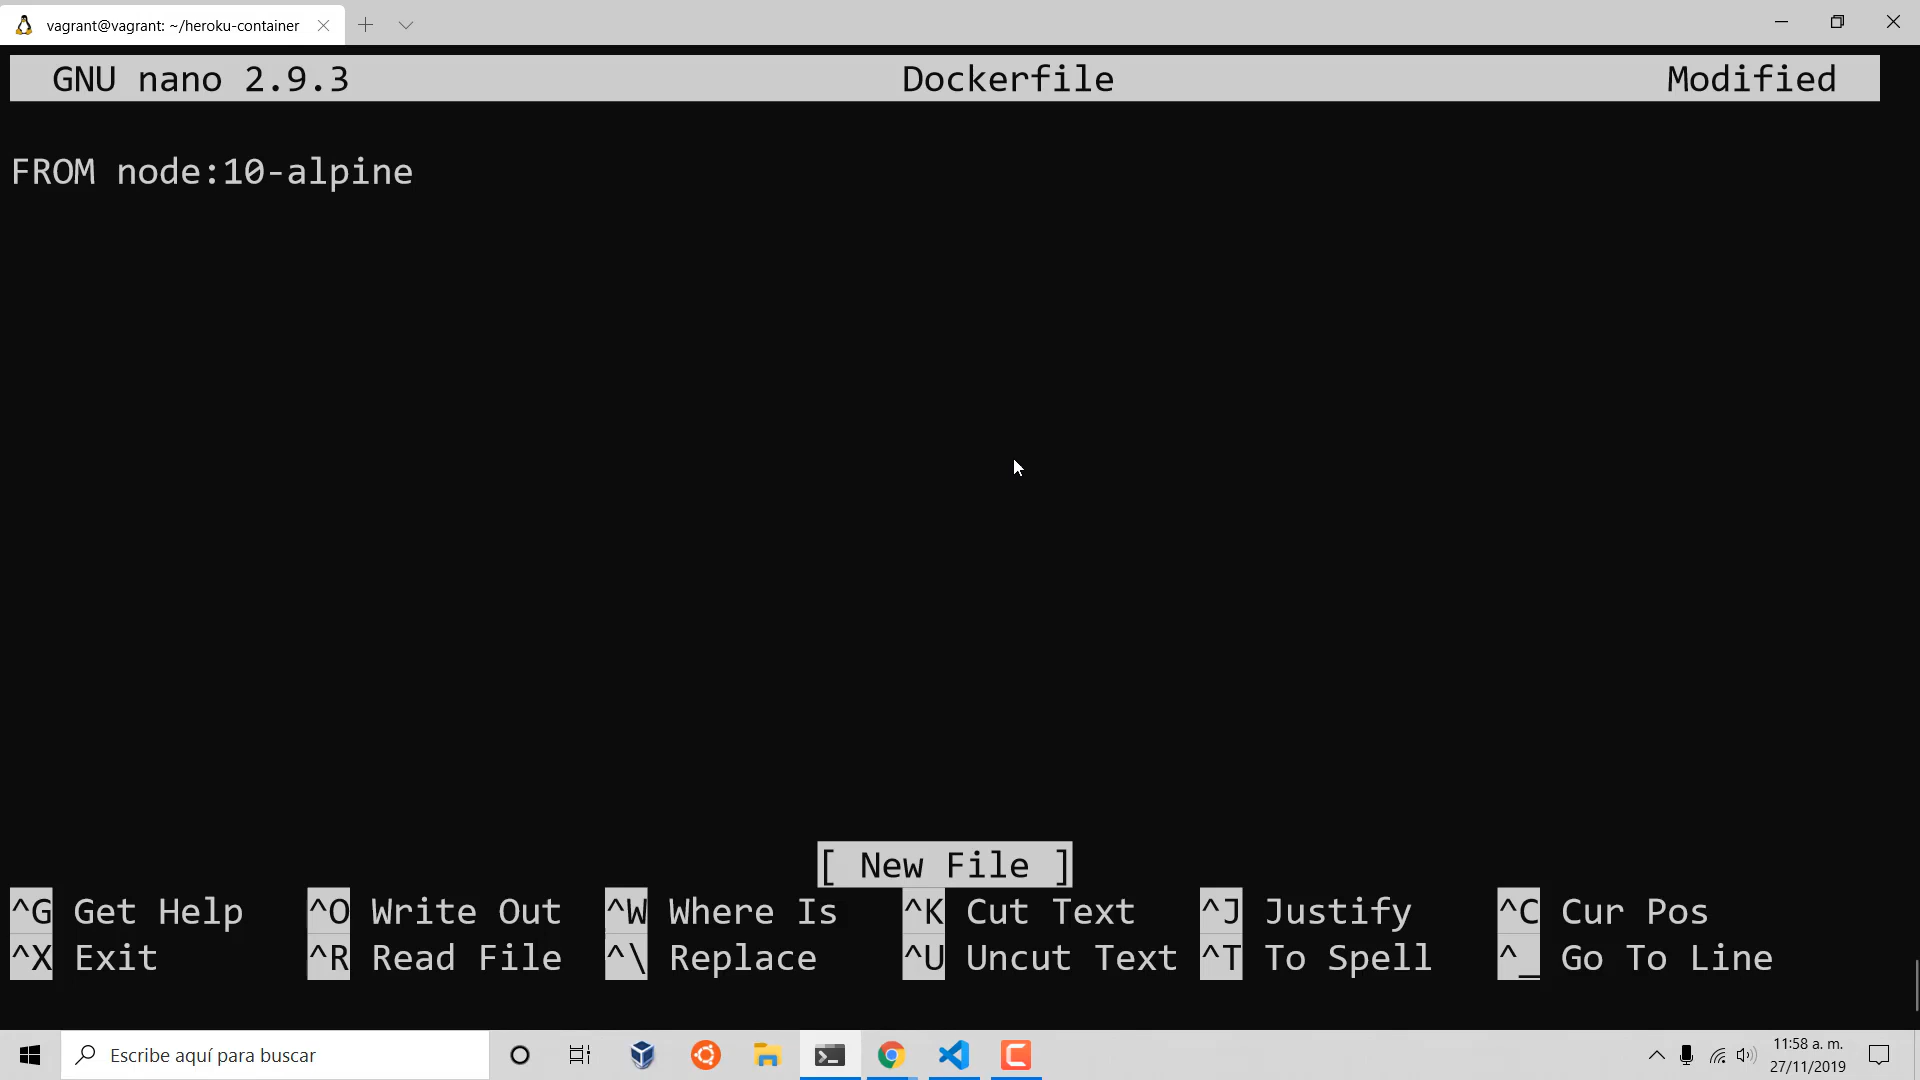 vagrant@vagrant: ~/heroku-container
GNU nano 2.9.3 Dockerfile Modified
FROM node:10-alpine
[ New File ]
^G Get Help ^O Write Out ^W Where Is ^K Cut Text ^J Justify ^C Cur Pos
^X Exit ^R Read File ^\ Replace ^U Uncut Text ^T To Spell ^_ Go To Line
Escribe aquí para buscar
11:58 a. m.
27/11/2019